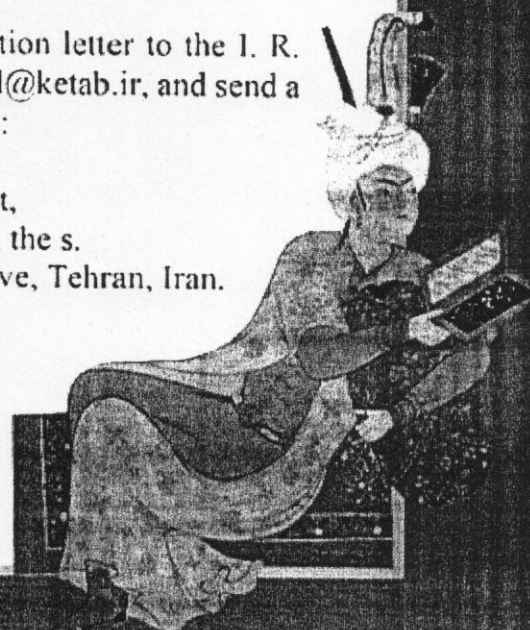 tion letter to the I. R.
l@ketab.ir, and send a
:
t,
the s.
ve, Tehran, Iran.